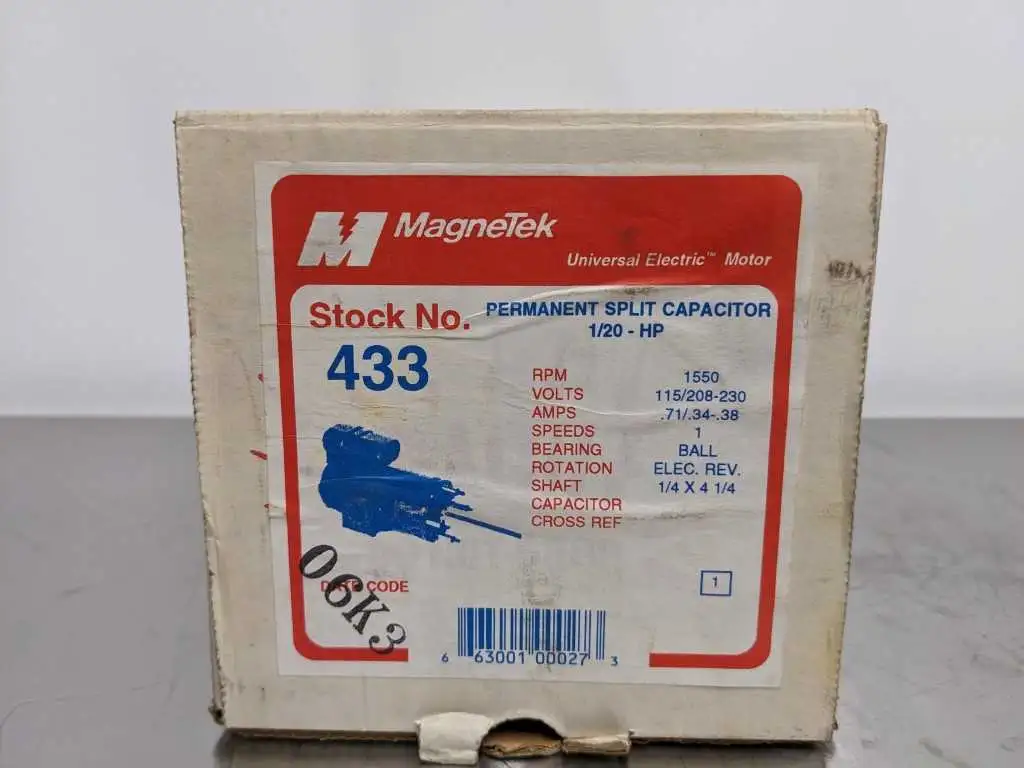 MagneTek
Universal Electric™ Motor
Stock No.
433
PERMANENT SPLIT CAPACITOR
1/20 - HP
RPM 1550
VOLTS 115/208-230
AMPS .71/.34-.38
SPEEDS 1
BEARING BALL
ROTATION ELEC. REV.
SHAFT 1/4 X 4 1/4
CAPACITOR
CROSS REF
DATE CODE
06K3
1
6 63001 00027 3